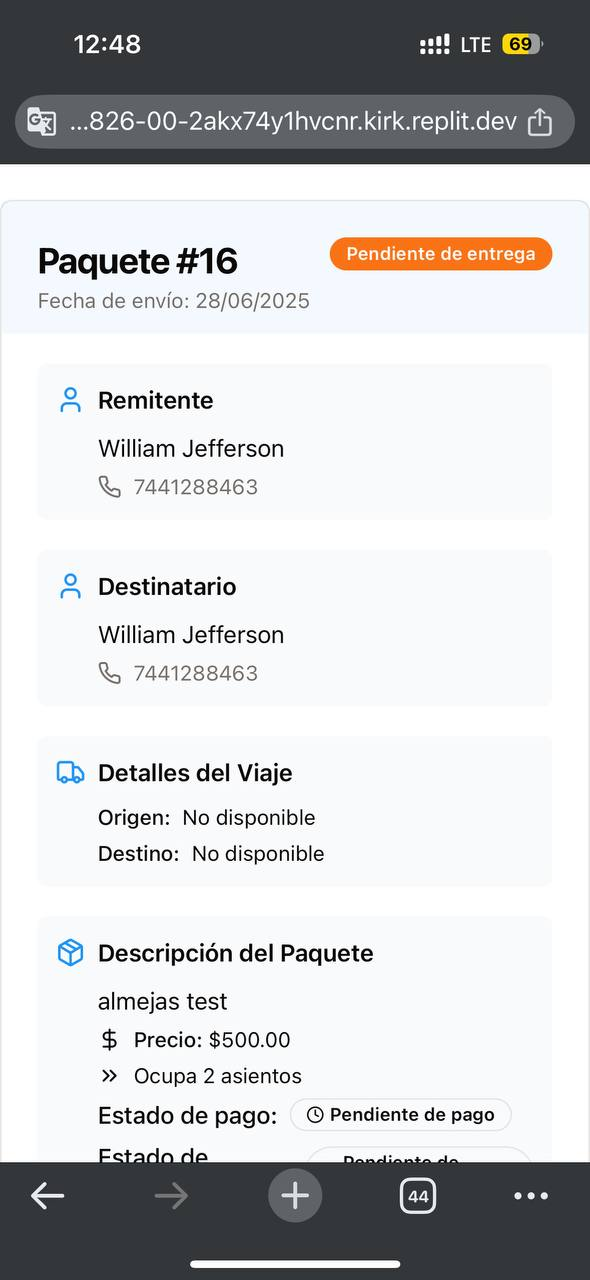 12:48
LTE 69
...826-00-2akx74y1hvcnr.kirk.replit.dev
Paquete #16
Pendiente de entrega
Fecha de envío: 28/06/2025
Remitente
William Jefferson
7441288463
Destinatario
William Jefferson
7441288463
Detalles del Viaje
Origen: No disponible
Destino: No disponible
Descripción del Paquete
almejas test
$ Precio: $500.00
Ocupa 2 asientos
Estado de pago: Pendiente de pago
Estado de Pendiente de
44